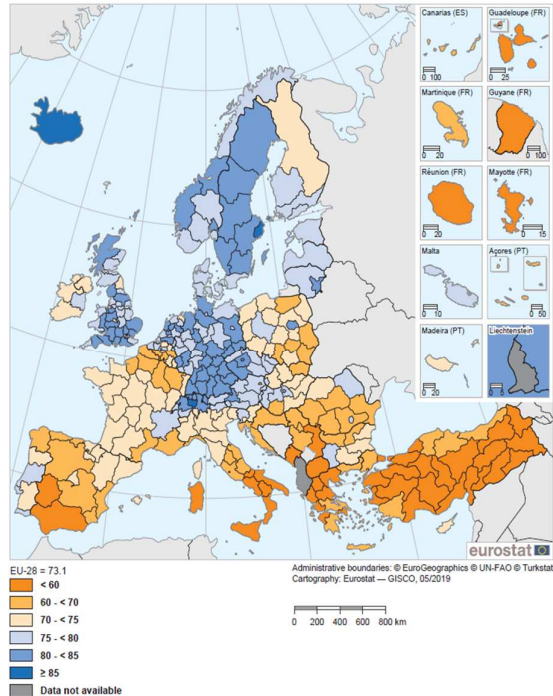 Canarias (ES)
0 100
Guadeloupe (FR)
0 25
Martinique (FR)
0 20
Guyane (FR)
0 100
Réunion (FR)
0 20
Mayotte (FR)
0 15
Malta
0 10
Açores (PT)
0 50
Madeira (PT)
0 20
Liechtenstein
0 5
eurostat
EU-28 = 73.1
< 60
60 - < 70
70 - < 75
75 - < 80
80 - < 85
≥ 85
Data not available
Administrative boundaries: © EuroGeographics © UN-FAO © Turkstat
Cartography: Eurostat — GISCO, 05/2019
0 200 400 600 800 km